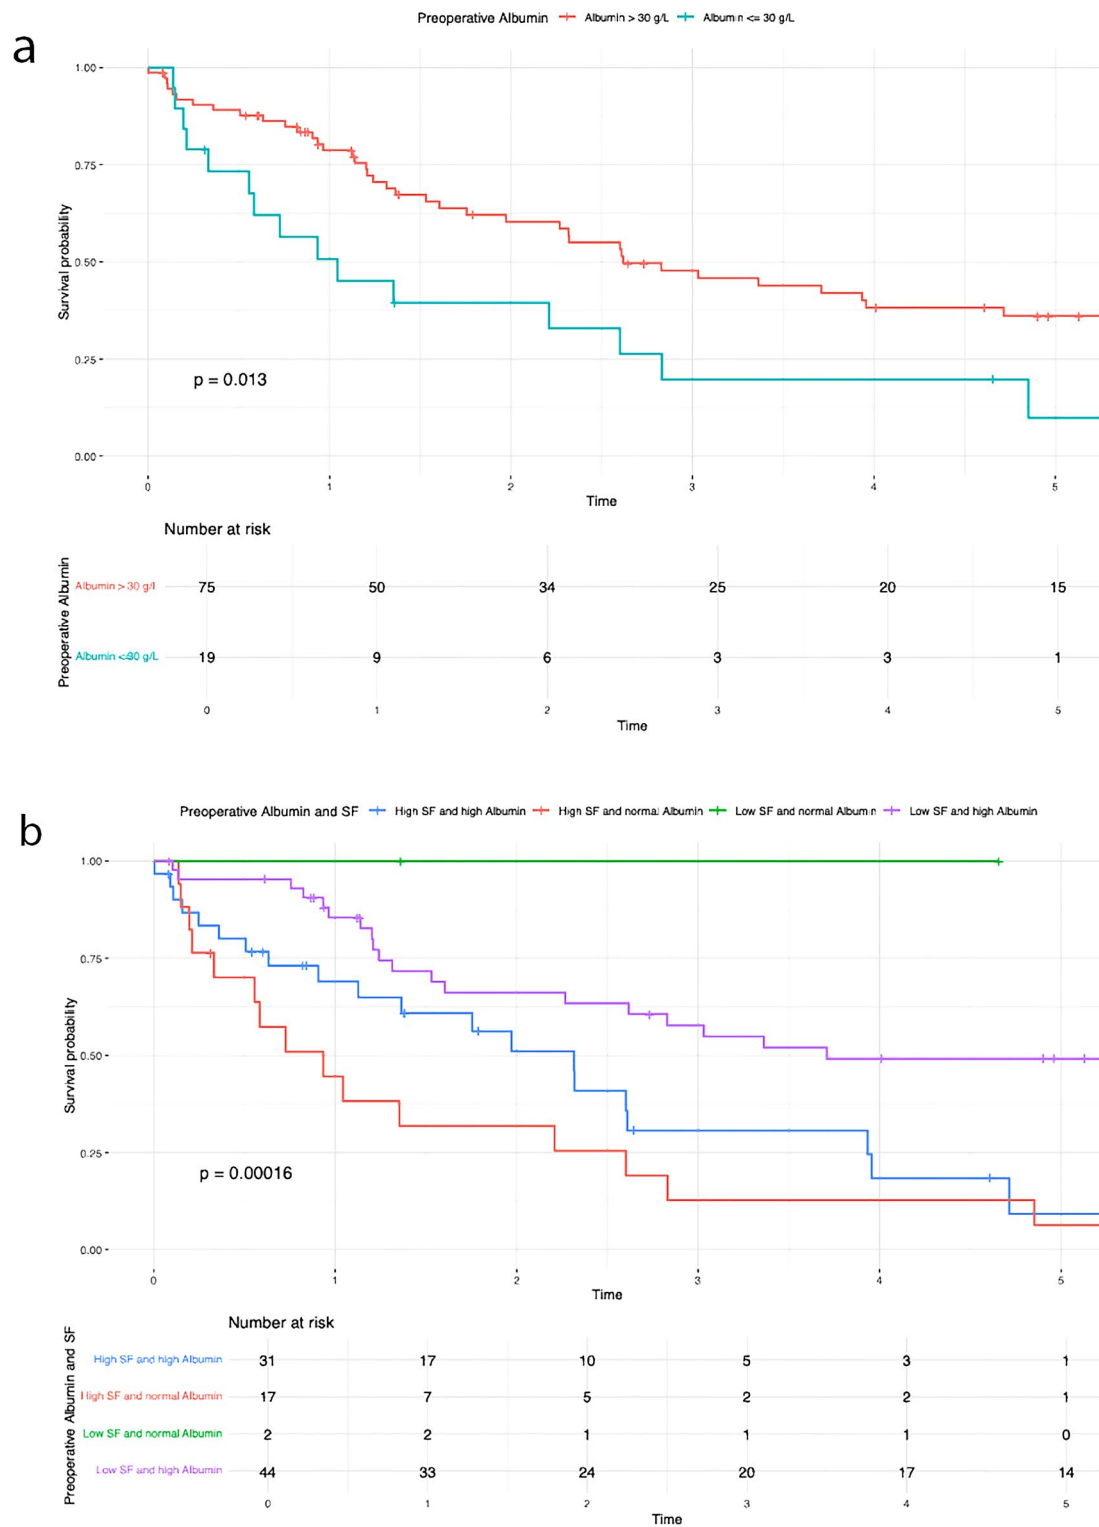 a
Preoperative Albumin Albumin > 30 g/L Albumin <= 30 g/L
Survival probability
1.00
0.75
0.50
0.25
0.00
p = 0.013
0 1 2 3 4 5
Time
Number at risk
Preoperative Albumin
Albumin > 30 g/l 75 50 34 25 20 15
Albumin <=30 g/L 19 9 6 3 3 1
0 1 2 3 4 5
Time
b
Preoperative Albumin and SF High SF and high Albumin High SF and normal Albumin Low SF and normal Albumin Low SF and high Albumin
Survival probability
1.00
0.75
0.50
0.25
0.00
p = 0.00016
0 1 2 3 4 5
Time
Number at risk
Preoperative Albumin and SF
High SF and high Albumin 31 17 10 5 3 1
High SF and normal Albumin 17 7 5 2 2 1
Low SF and normal Albumin 2 2 1 1 1 0
Low SF and high Albumin 44 33 24 20 17 14
0 1 2 3 4 5
Time